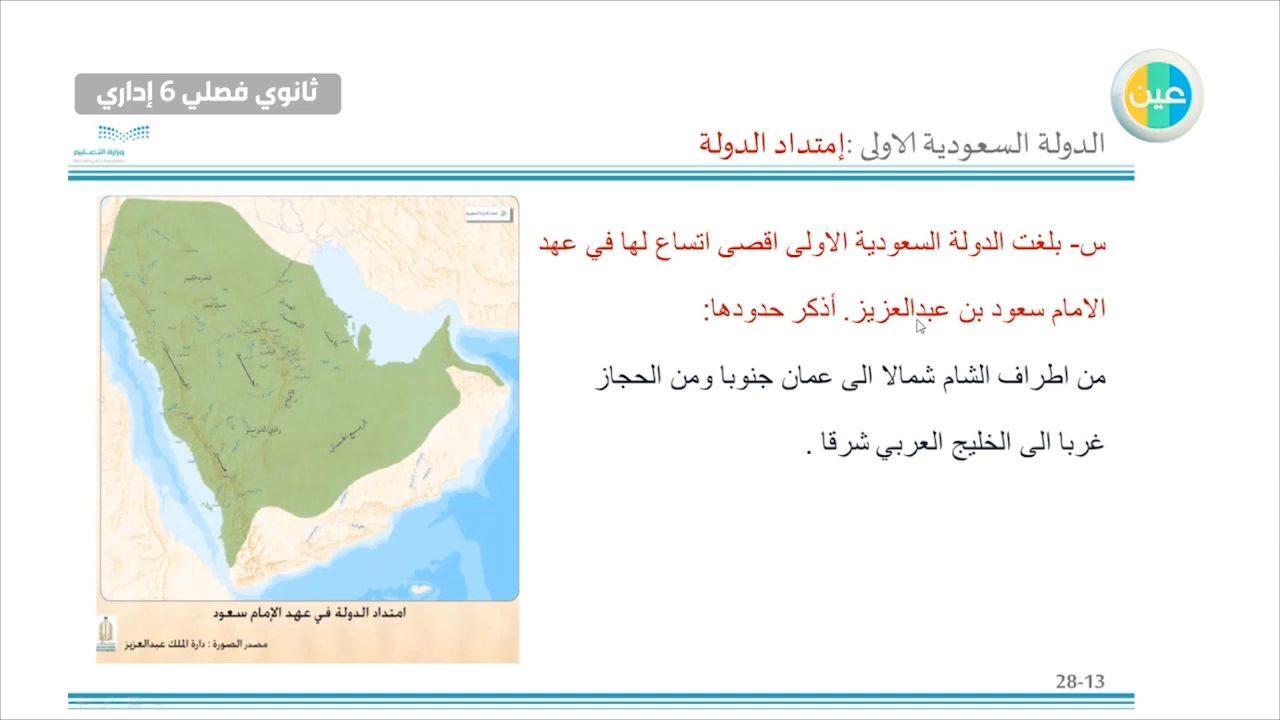 ثانوي فصلي 6 إداري
عين
وزارة التعليم
الدولة السعودية الاولى :إمتداد الدولة
س- بلغت الدولة السعودية الاولى اقصى اتساع لها في عهد
الامام سعود بن عبدالعزيز. أذكر حدودها:
من اطراف الشام شمالا الى عمان جنوبا ومن الحجاز
غربا الى الخليج العربي شرقا .
امتداد الدولة في عهد الإمام سعود
مصدر الصورة : دارة الملك عبدالعزيز
28-13